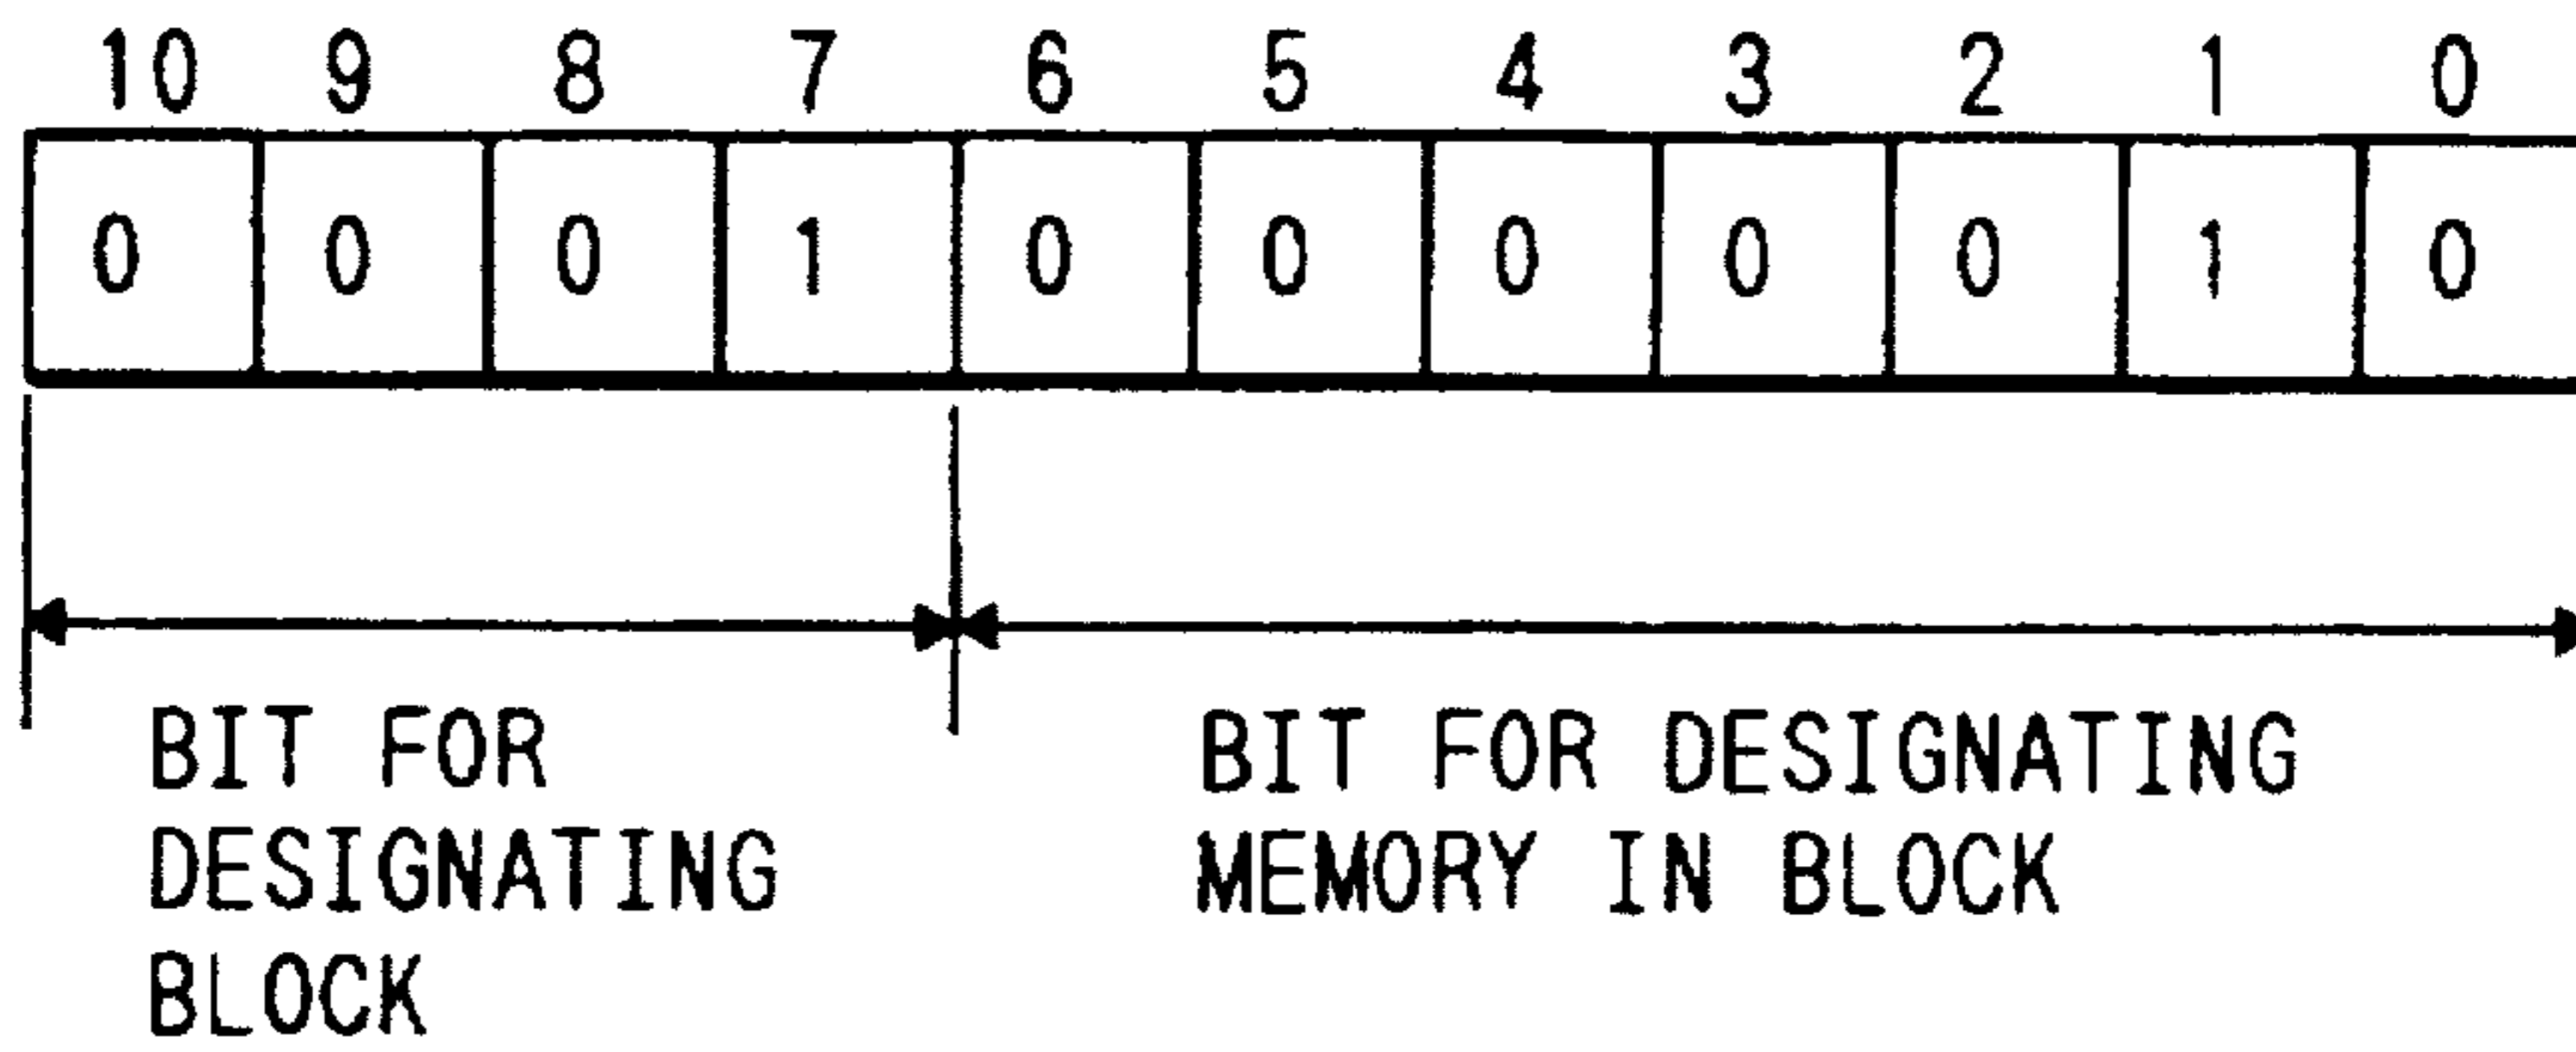 10 9 8 7 6 5 4 3 2 1 0
0 0 0 1 0 0 0 0 0 1 0
BIT FOR
DESIGNATING
BLOCK
BIT FOR DESIGNATING
MEMORY IN BLOCK